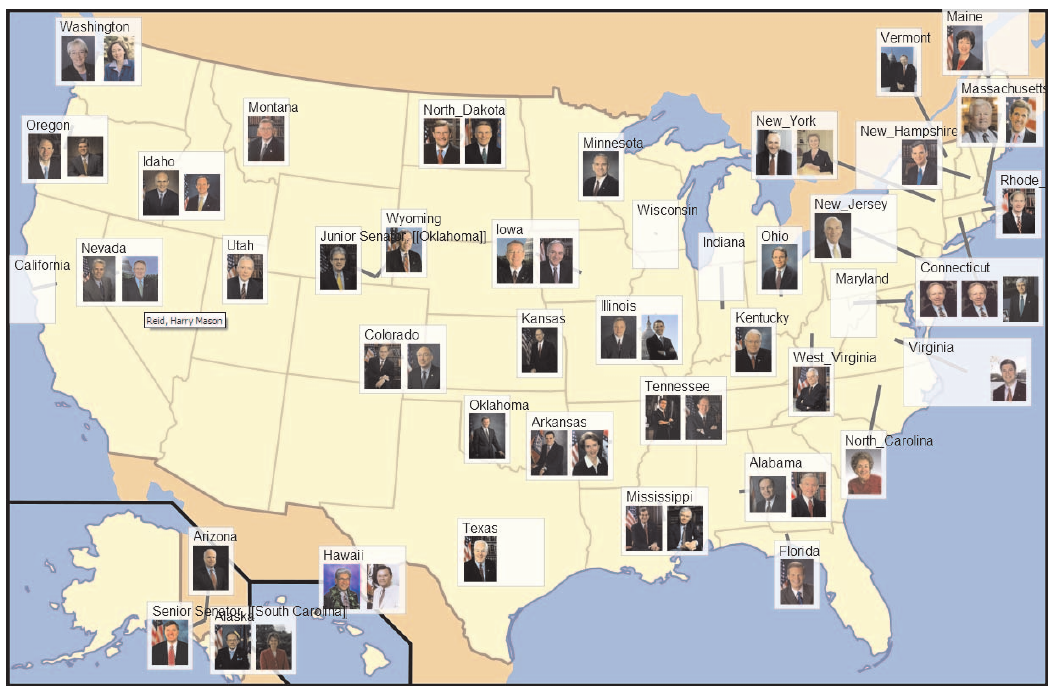 Maine
Washington
Vermont
Massachusetts
Montana
North_Dakota
New_York
Oregon
New_Hampshire
Minnesota
Idaho
Rhode_
New_Jersey
Wisconsin
Wyoming
Iowa
Junior Senator, [[Oklahoma]]
Ohio
Indiana
Utah
Nevada
California
Connecticut
Maryland
Illinois
Kansas
Kentucky
Reid, Harry Mason
Colorado
Virginia
West_Virginia
Tennessee
Oklahoma
Arkansas
North_Carolina
Alabama
Mississippi
Texas
Arizona
Florida
Hawaii
Senior Senator, [[South Carolina]
Alaska